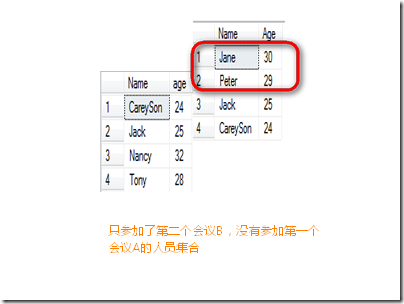 Name Age
1 Jane 30
2 Peter 29
3 Jack 25
4 CareySon 24
Name age
1 CareySon 24
2 Jack 25
3 Nancy 32
4 Tony 28
只参加了第二个会议B，没有参加第一个
会议A的人员集合